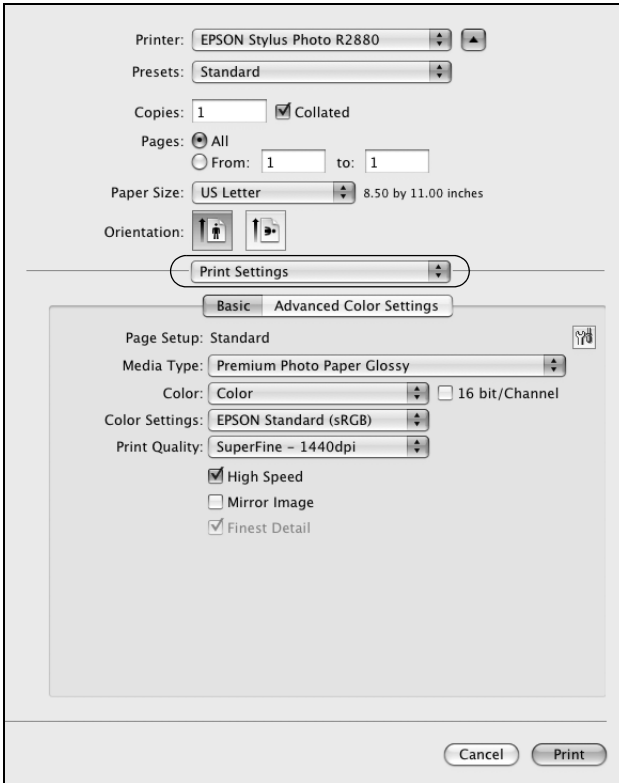 Printer: EPSON Stylus Photo R2880
Presets: Standard
Copies: 1 Collated
Pages: All
From: 1 to: 1
Paper Size: US Letter 8.50 by 11.00 inches
Orientation:
Print Settings
Basic Advanced Color Settings
Page Setup: Standard
Media Type: Premium Photo Paper Glossy
Color: Color 16 bit/Channel
Color Settings: EPSON Standard (sRGB)
Print Quality: SuperFine – 1440dpi
High Speed
Mirror Image
Finest Detail
Cancel Print